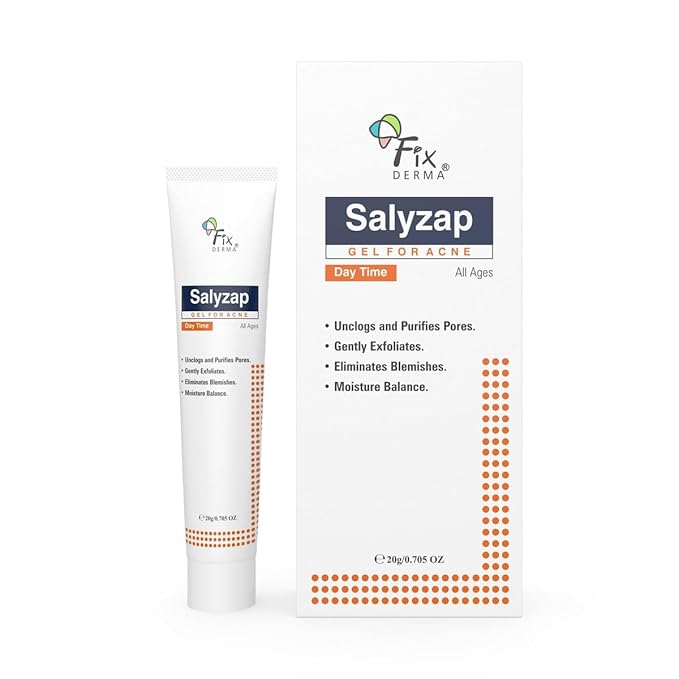 Fix®
DERMA
Salyzap
GEL FOR ACNE
Day Time
All Ages
• Unclogs and Purifies Pores.
• Gently Exfoliates.
• Eliminates Blemishes.
• Moisture Balance.
℮ 20g/0.705 OZ
Fix®
DERMA
Salyzap
GEL FOR ACNE
Day Time
All Ages
• Unclogs and Purifies Pores.
• Gently Exfoliates.
• Eliminates Blemishes.
• Moisture Balance.
℮ 20g/0.705 OZ